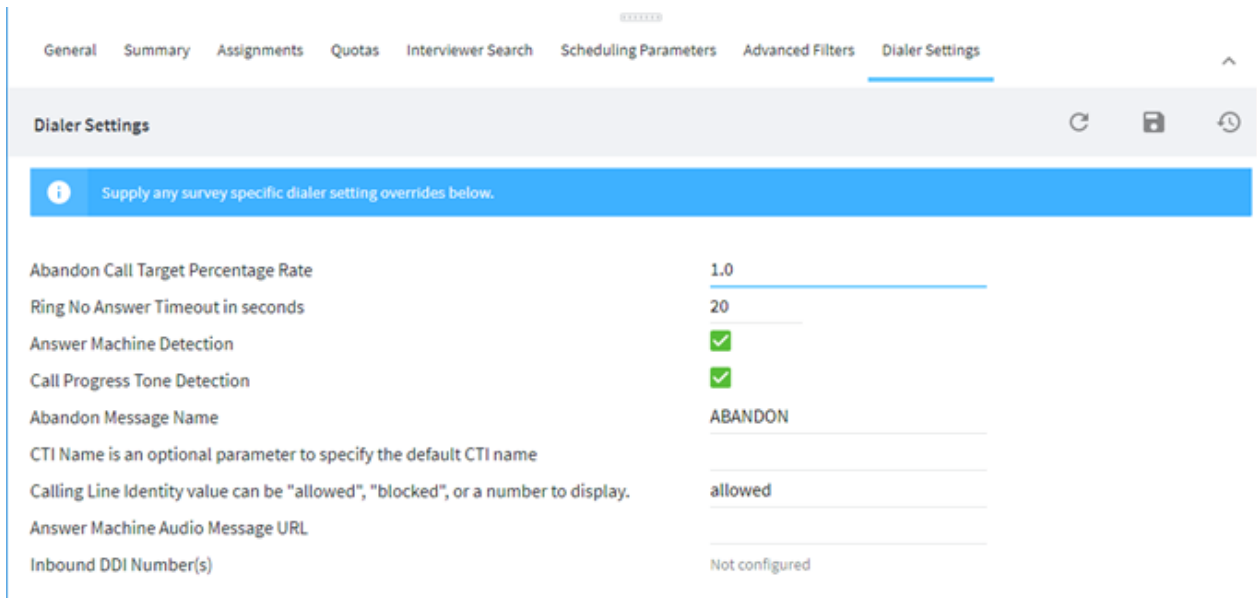 General Summary Assignments Quotas Interviewer Search Scheduling Parameters Advanced Filters Dialer Settings
Dialer Settings
Supply any survey specific dialer setting overrides below.
Abandon Call Target Percentage Rate 1.0
Ring No Answer Timeout in seconds 20
Answer Machine Detection
Call Progress Tone Detection
Abandon Message Name ABANDON
CTI Name is an optional parameter to specify the default CTI name
Calling Line Identity value can be "allowed", "blocked", or a number to display. allowed
Answer Machine Audio Message URL
Inbound DDI Number(s) Not configured